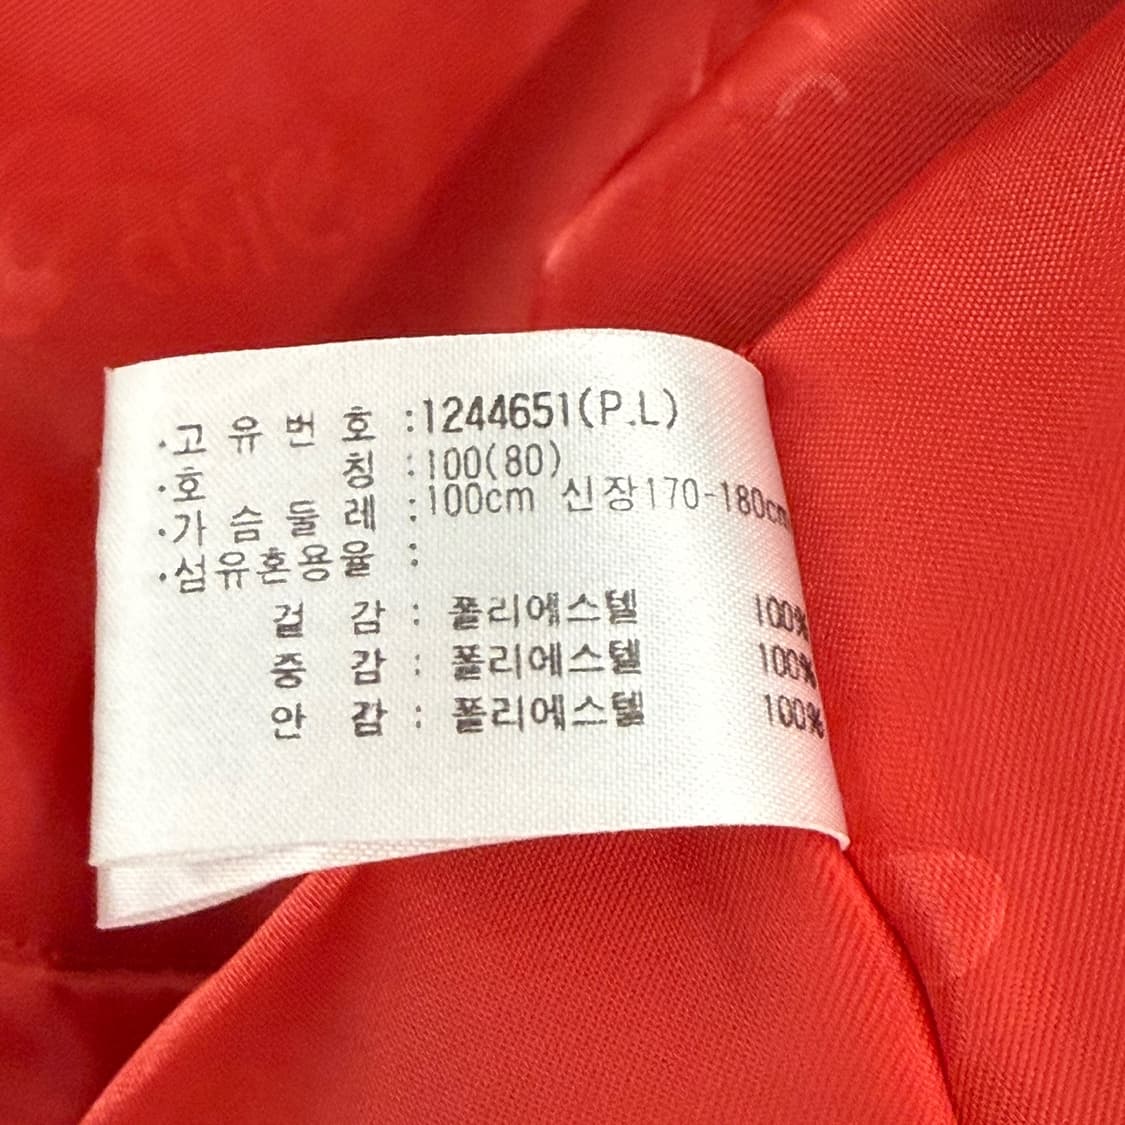 ·고 유 번 호 :1244651(P.L)
·호 칭 :100(80)
·가 슴 둘 레 :100cm 신장170-180cm
·섬유혼용율 :
겉 감 : 폴리에스텔 100%
중 감 : 폴리에스텔 100%
안 감 : 폴리에스텔 100%